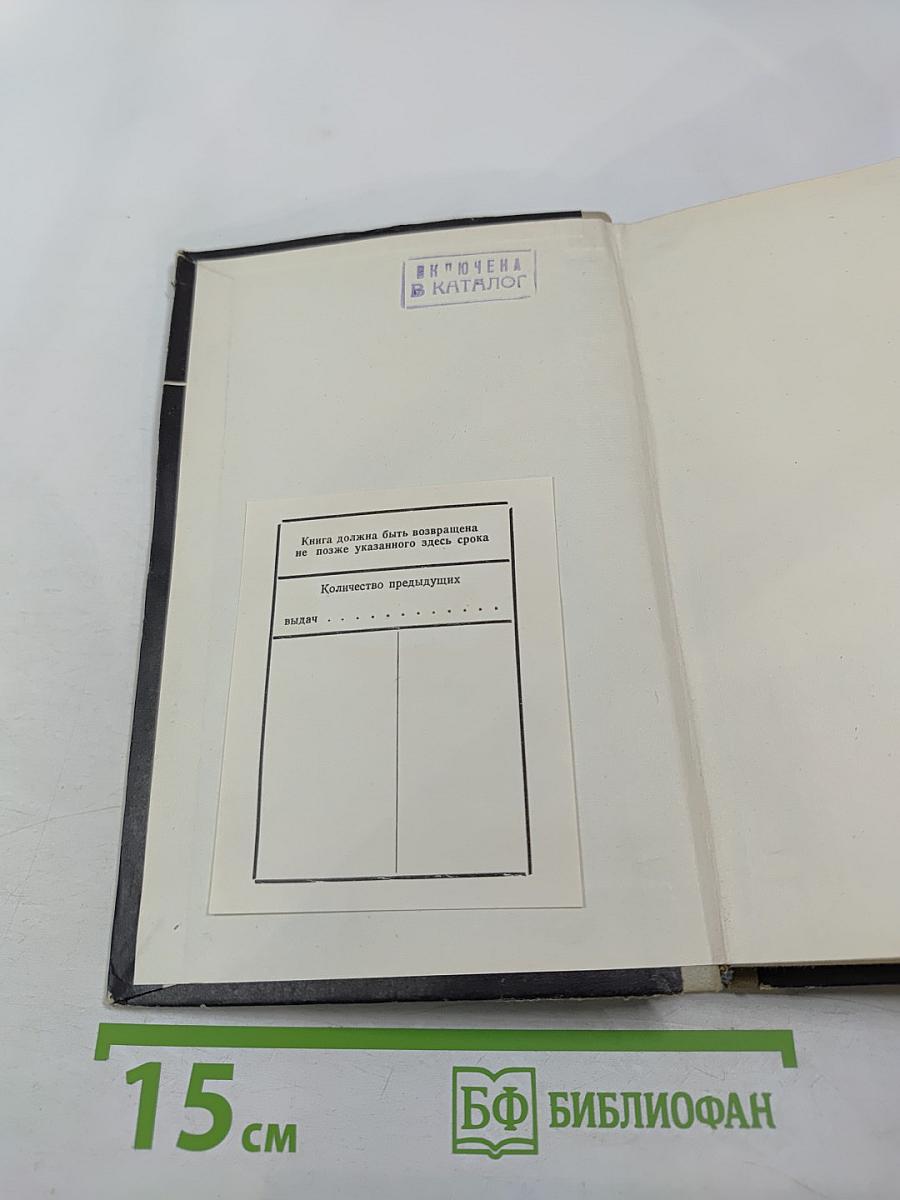 ВКЛЮЧЕНА
В КАТАЛОГ
Книга должна быть возвращена
не позже указанного здесь срока
Количество предыдущих
выдач . . . . . . . . . . . .
15 см
БФ БИБЛИОФАН